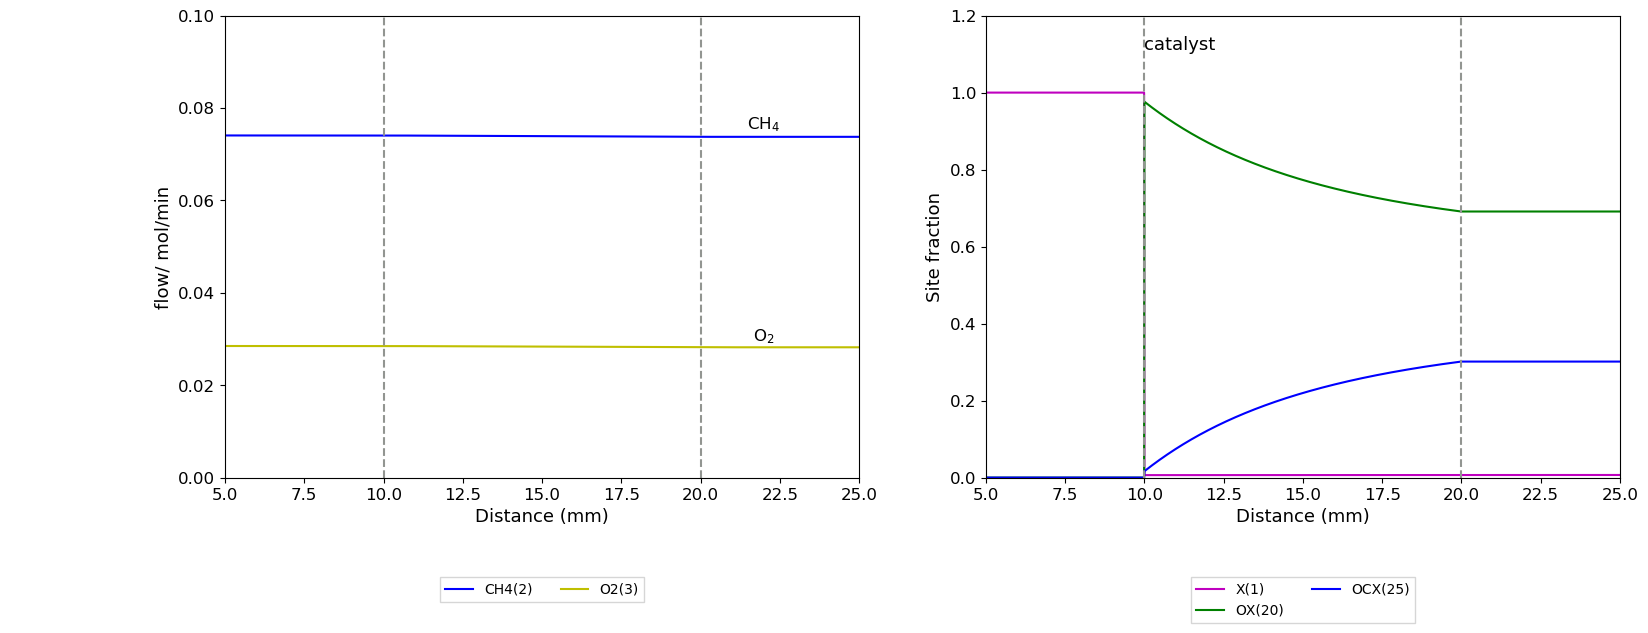 0.10
0.08
0.06
0.04
0.02
0.00
flow/ mol/min
CH₄
O₂
5.0 7.5 10.0 12.5 15.0 17.5 20.0 22.5 25.0
Distance (mm)
CH4(2) O2(3)
1.2
1.0
0.8
0.6
0.4
0.2
0.0
Site fraction
catalyst
5.0 7.5 10.0 12.5 15.0 17.5 20.0 22.5 25.0
Distance (mm)
X(1) OCX(25)
OX(20)